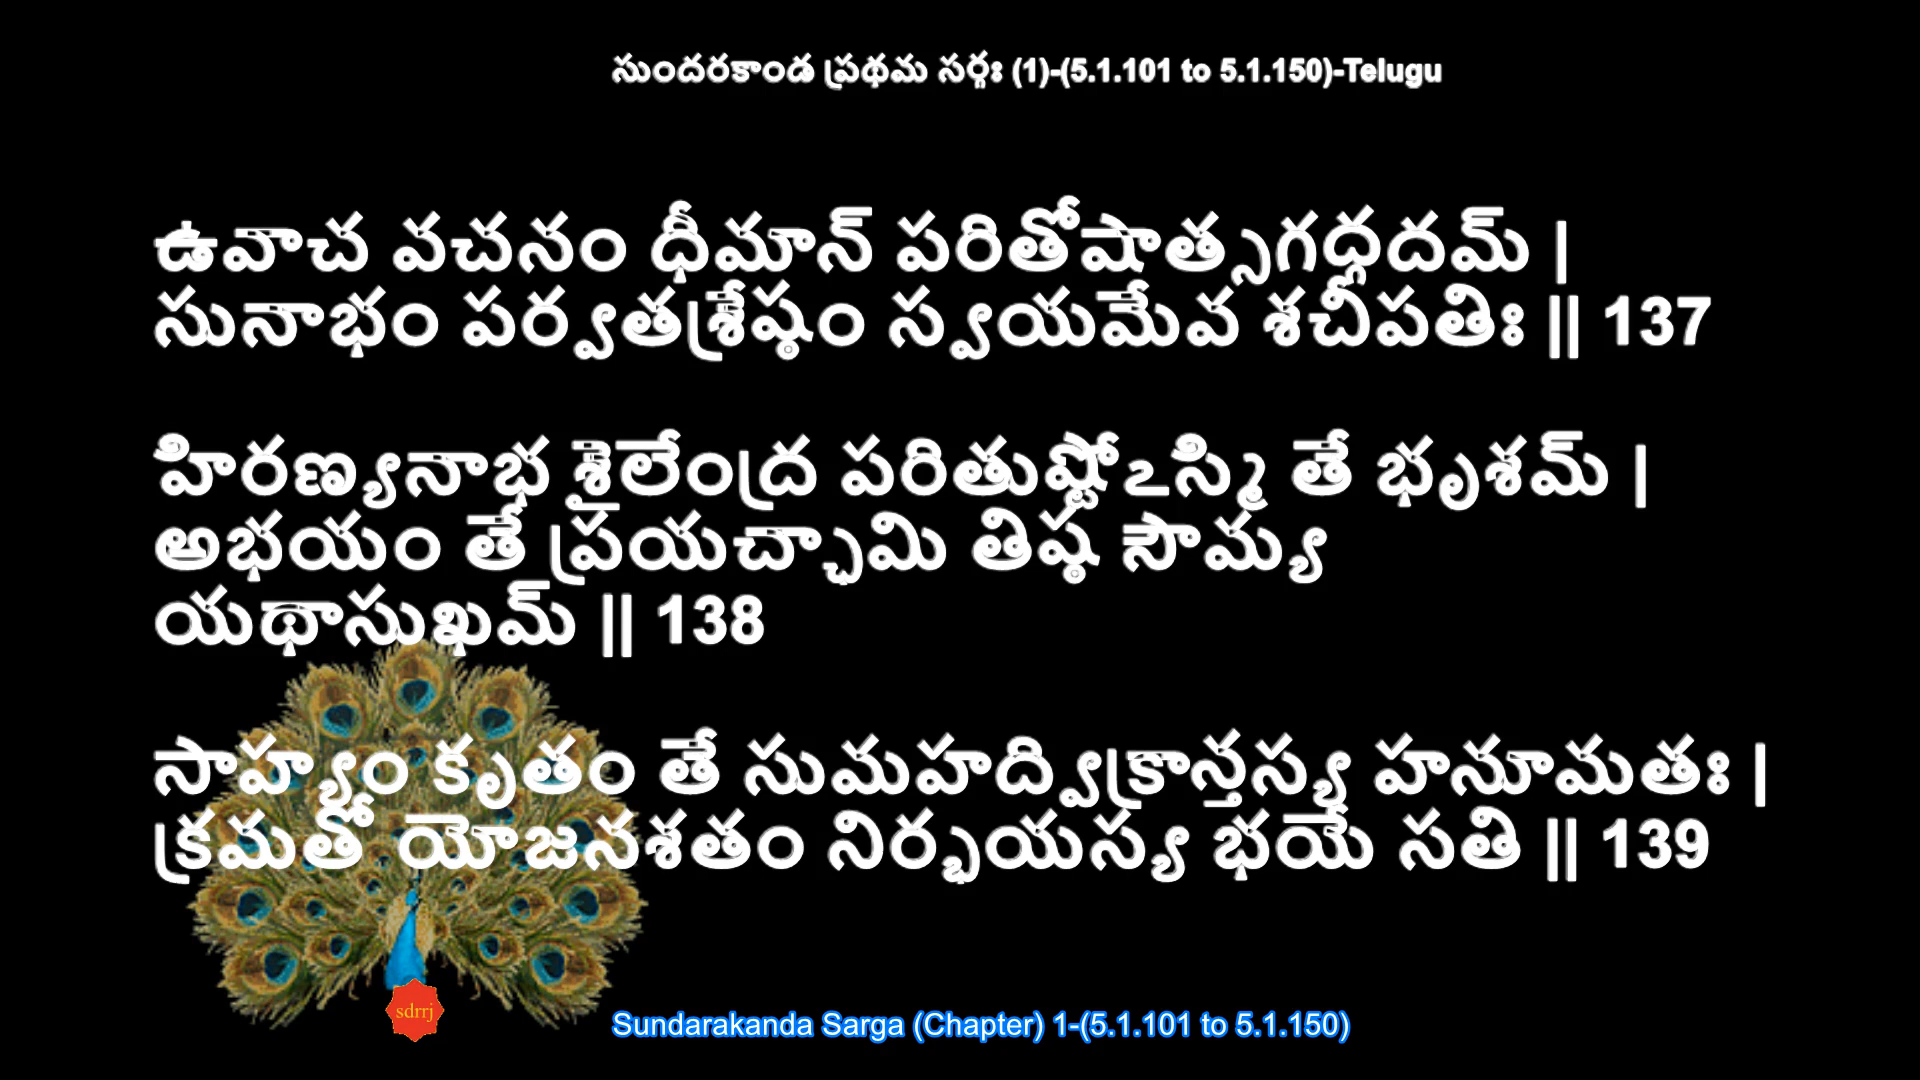 సుందరకాండ ప్రథమ సర్గః (1)-(5.1.101 to 5.1.150)-Telugu
ఉవాచ వచనం ధీమాన్ పరితోషాత్సగద్గదమ్ |
సునాభం పర్వతశ్రేష్ఠం స్వయమేవ శచీపతిః || 137
హిరణ్యనాభ శైలేంద్ర పరితుష్టోఽస్మి తే భృశమ్ |
అభయం తే ప్రయచ్ఛామి తిష్ఠ సౌమ్య
యథాసుఖమ్ || 138
సాహ్యం కృతం తే సుమహద్విక్రాన్తస్య హనూమతః |
క్రమతో యోజనశతం నిర్భయస్య భయే సతి || 139
sdrrj
Sundarakanda Sarga (Chapter) 1-(5.1.101 to 5.1.150)